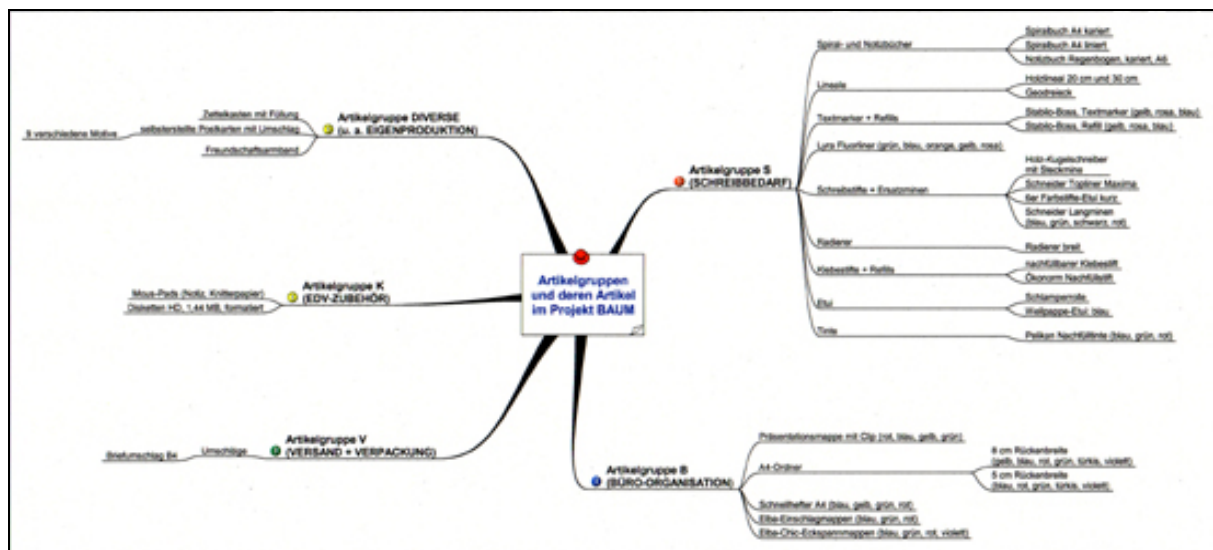 Artikelgruppen
und deren Artikel
im Projekt BAUM
Artikelgruppe DIVERSE
(u. a. EIGENPRODUKTION)
Zettelkasten mit Füllung
selbsterstellte Postkarten mit Umschlag
9 verschiedene Motive
Freundschaftsarmband
Artikelgruppe K
(EDV-ZUBEHÖR)
Mous-Pads (Notiz, Knitterpapier)
Disketten HD, 1,44 MB, formatiert
Artikelgruppe V
(VERSAND + VERPACKUNG)
Umschläge
Briefumschlag B4
Artikelgruppe S
(SCHREIBBEDARF)
Spiral- und Notizbücher
Spiralbuch A4 kariert
Spiralbuch A4 liniert
Notizbuch Regenbogen, kariert, A6
Lineale
Holzlineal 20 cm und 30 cm
Geodreieck
Textmarker + Refills
Stabilo-Boss, Textmarker (gelb, rosa, blau)
Stabilo-Boss, Refill (gelb, rosa, blau)
Lyra Fluorliner (grün, blau, orange, gelb, rosa)
Schreibstifte + Ersatzminen
Holz-Kugelschreiber
mit Steckmine
Schneider Topliner Maxima
6er Farbstifte-Etui kurz
Schneider Langminen
(blau, grün, schwarz, rot)
Radierer
Radierer breit
Klebestifte + Refills
nachfüllbarer Klebestift
Ökonorm Nachfüllstift
Etui
Schlamperrolle
Wellpappe-Etui: blau
Tinte
Pelikan Nachfülltinte (blau, grün, rot)
Artikelgruppe B
(BÜRO-ORGANISATION)
Präsentationsmappe mit Clip (rot, blau, gelb, grün)
A4-Ordner
8 cm Rückenbreite
(gelb, blau, rot, grün, türkis, violett)
5 cm Rückenbreite
(blau, rot, grün, türkis, violett)
Schnellhefter A4 (blau, gelb, grün, rot)
Elba-Einschlagmappen (blau, grün, rot)
Elba-Chic-Eckspannmappen (blau, grün, rot, violett)